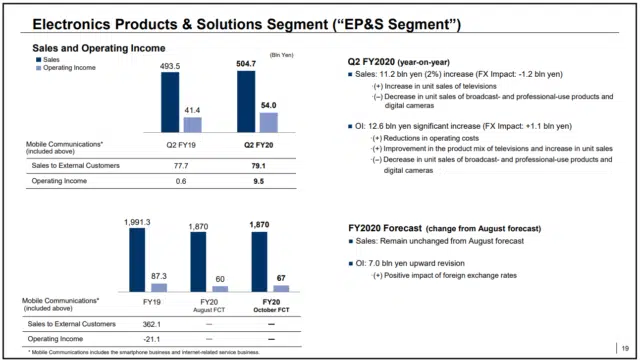 Electronics Products & Solutions Segment (“EP&S Segment”)
Sales and Operating Income
(Bln Yen)
Sales
Operating Income
493.5
504.7
41.4
54.0
Mobile Communications*
(included above)
Q2 FY19
Q2 FY20
Sales to External Customers
77.7
79.1
Operating Income
0.6
9.5
Q2 FY2020 (year-on-year)
Sales: 11.2 bln yen (2%) increase (FX Impact: -1.2 bln yen)
·(+) Increase in unit sales of televisions
·(–) Decrease in unit sales of broadcast- and professional-use products and
digital cameras
OI: 12.6 bln yen significant increase (FX Impact: +1.1 bln yen)
·(+) Reductions in operating costs
·(+) Improvement in the product mix of televisions and increase in unit sales
·(–) Decrease in unit sales of broadcast- and professional-use products and
digital cameras
1,991.3
1,870
1,870
87.3
60
67
Mobile Communications*
(included above)
FY19
FY20
August FCT
FY20
October FCT
Sales to External Customers
362.1
—
—
Operating Income
-21.1
—
—
* Mobile Communications includes the smartphone business and Internet-related service business.
FY2020 Forecast (change from August forecast)
Sales: Remain unchanged from August forecast
OI: 7.0 bln yen upward revision
·(+) Positive impact of foreign exchange rates
19